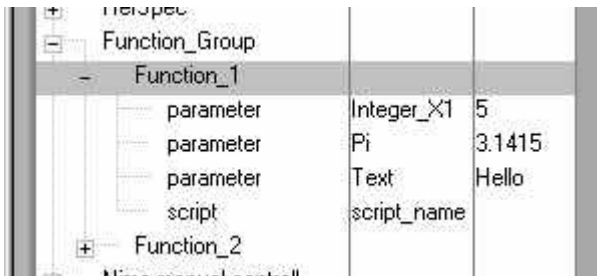 Function_Group
Function_1
parameter Integer_X1 5
parameter Pi 3.1415
parameter Text Hello
script script_name
Function_2